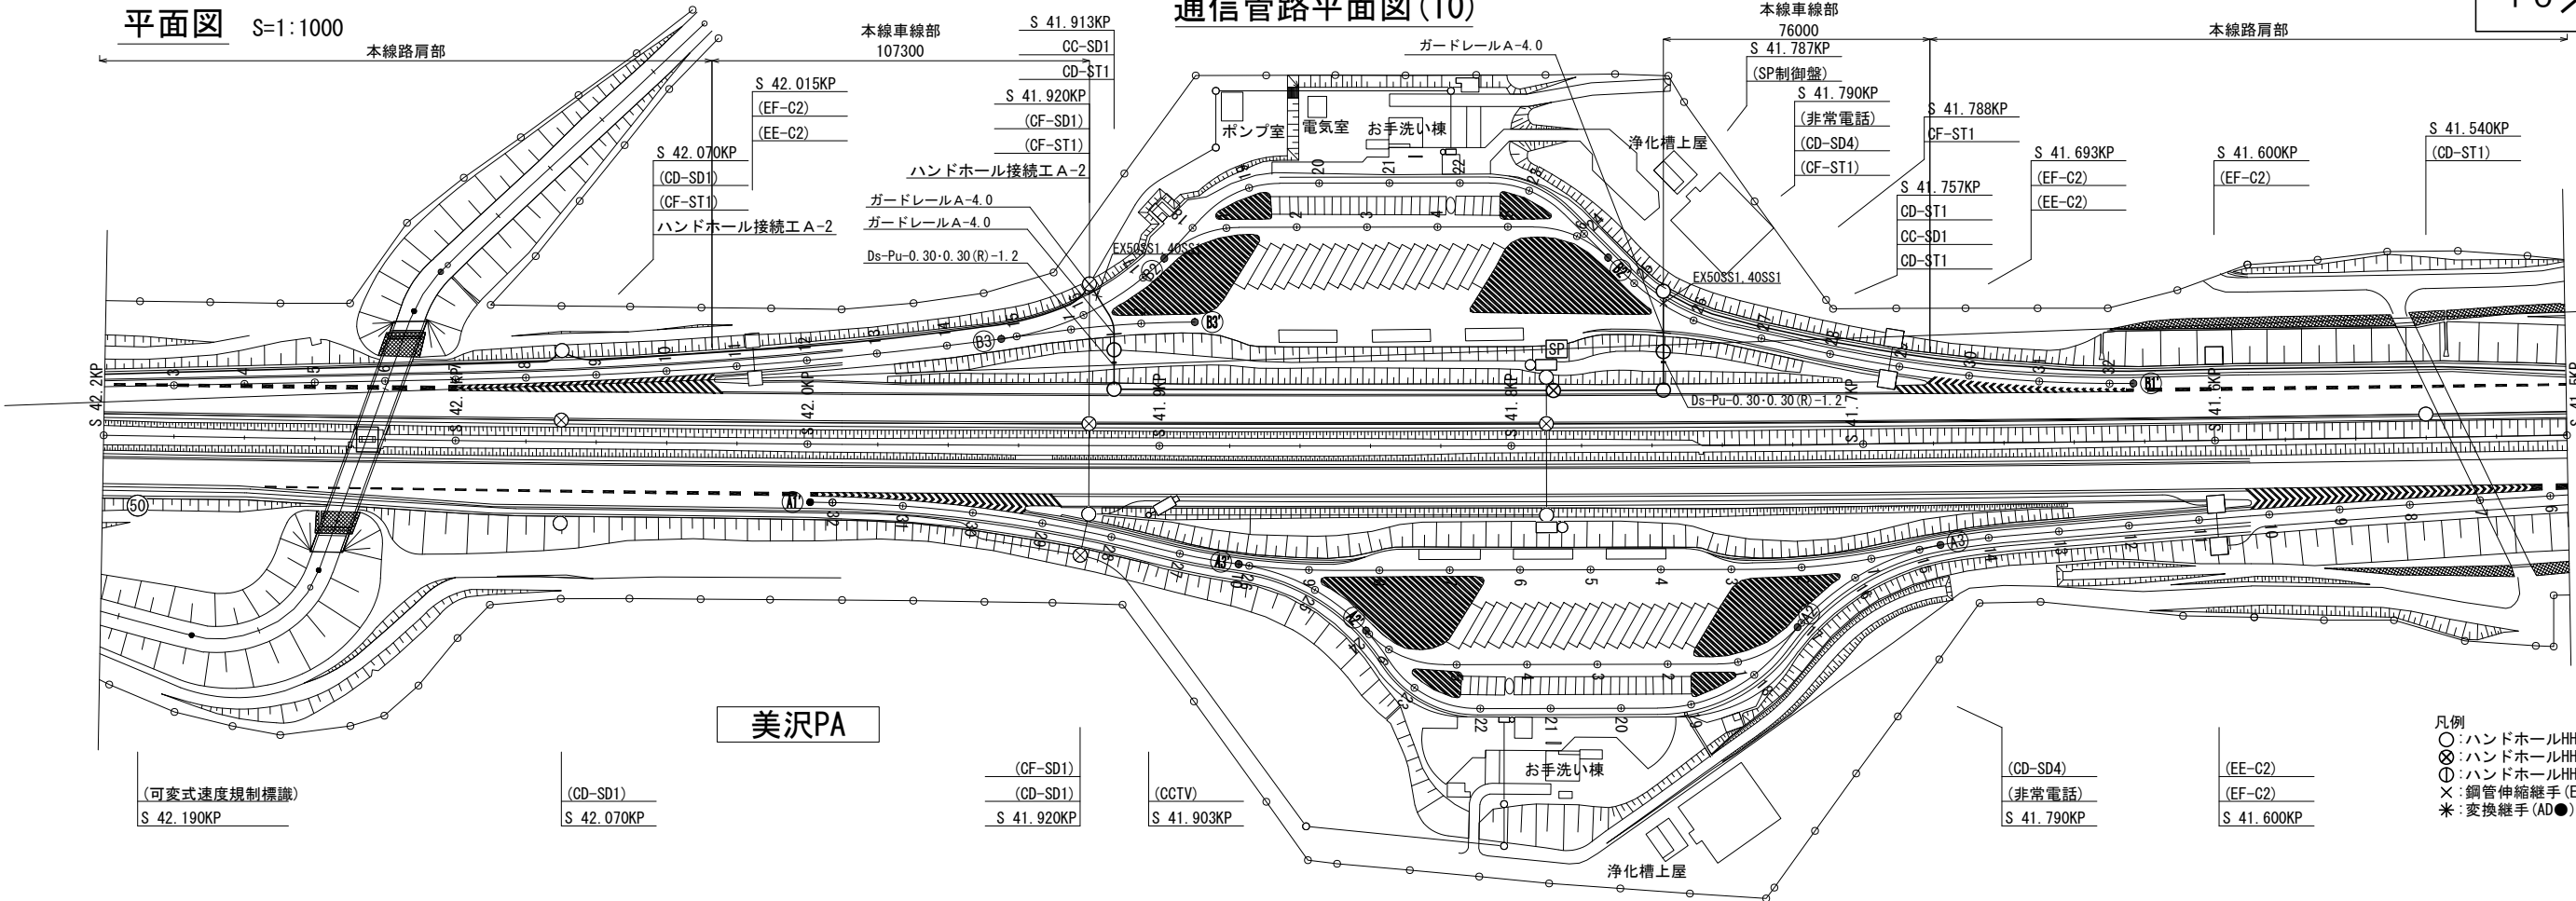 平面図 S=1:1000
通信管路平面図(10)
本線路肩部
本線車線部
107300
本線車線部
76000
本線路肩部
S 41.913KP
CC-SD1
CD-ST1
S 41.920KP
(CF-SD1)
(CF-ST1)
ハンドホール接続工A-2
S 42.015KP
(EF-C2)
(EE-C2)
S 42.070KP
(CD-SD1)
(CF-ST1)
ハンドホール接続工A-2
ガードレールA-4.0
ガードレールA-4.0
Ds-Pu-0.30・0.30(R)-1.2
ガードレールA-4.0
S 41.787KP
(SP制御盤)
S 41.790KP
(非常電話)
(CD-SD4)
(CF-ST1)
S 41.788KP
CF-ST1
S 41.757KP
CD-ST1
CC-SD1
CD-ST1
S 41.693KP
(EF-C2)
(EE-C2)
S 41.600KP
(EF-C2)
S 41.540KP
(CD-ST1)
ポンプ室
電気室
お手洗い棟
浄化槽上屋
EX50SS1,40SS1
EX50SS1,40SS1
Ds-Pu-0.30・0.30(R)-1.2
SP
B3
B3'
B2
B2'
B1'
S 42.2KP
S 42.0KP
S 41.9KP
S 41.8KP
S 41.7KP
50
A1'
A3'
A2'
A2
A3
美沢PA
お手洗い棟
浄化槽上屋
(可変式速度規制標識)
S 42.190KP
(CD-SD1)
S 42.070KP
(CF-SD1)
(CD-SD1)
S 41.920KP
(CCTV)
S 41.903KP
(CD-SD4)
(非常電話)
S 41.790KP
(EE-C2)
(EF-C2)
S 41.600KP
凡例
○:ハンドホールHH
⊗:ハンドホールHH
⦶:ハンドホールHH
×:鋼管伸縮継手(E
✳:変換継手(AD●)